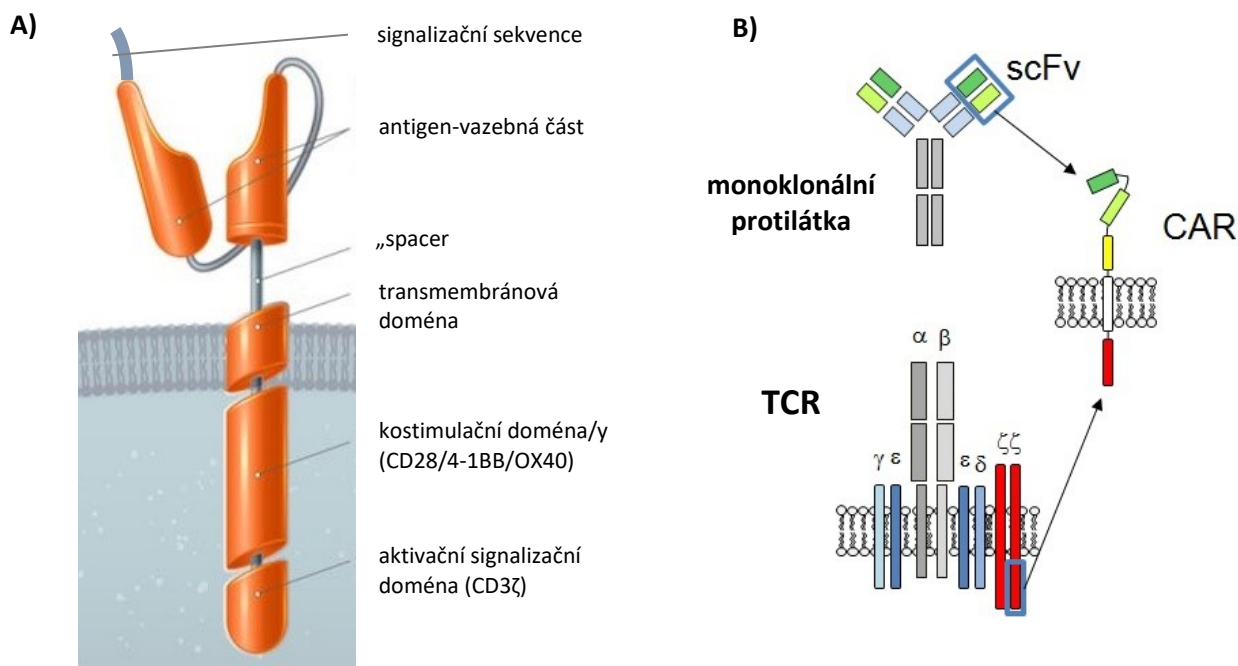 A)
signalizační sekvence
antigen-vazebná část
„spacer
transmembránová
doména
kostimulační doména/y
(CD28/4-1BB/OX40)
aktivační signalizační
doména (CD3ζ)
B)
scFv
monoklonální
protilátka
CAR
TCR
α β
γ ε ε δ ζζ